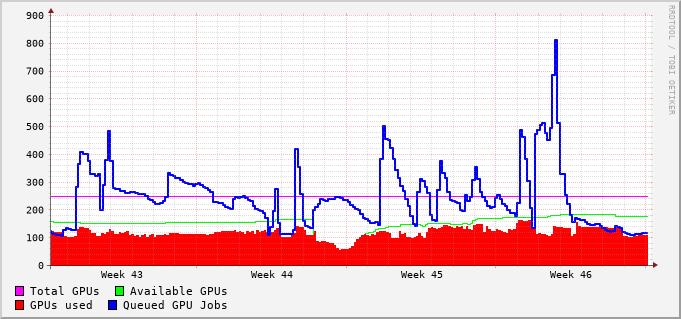 900
800
700
600
500
400
300
200
100
0
Week 43 Week 44 Week 45 Week 46
Total GPUs Available GPUs
GPUs used Queued GPU Jobs
RRDTOOL / TOBI OETIKER